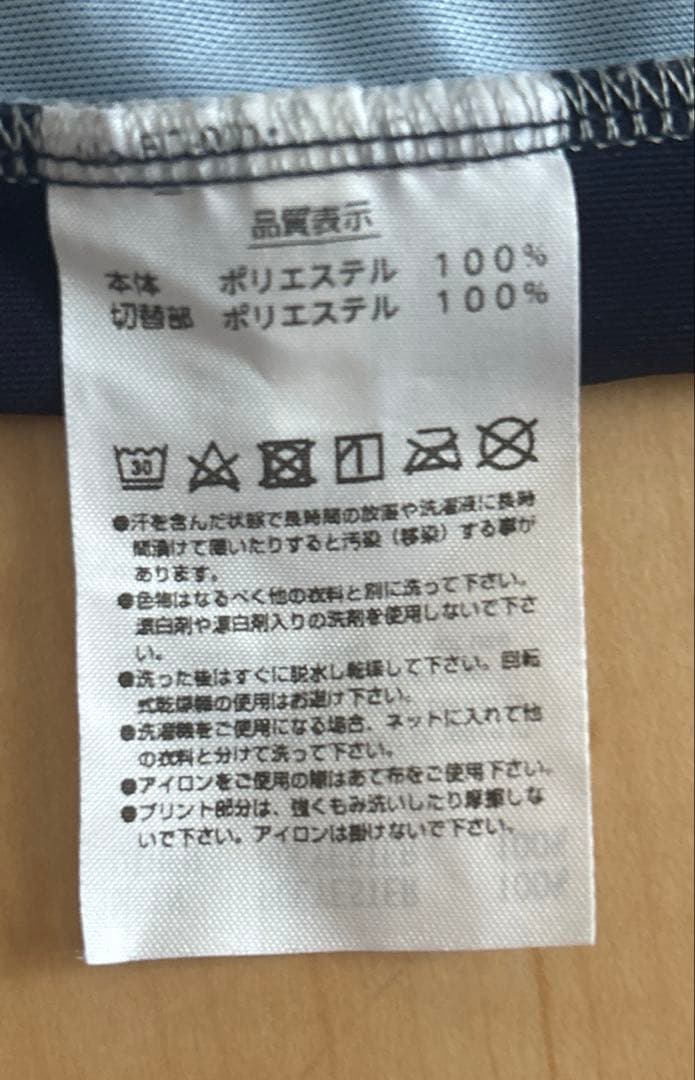 品質表示
本体 ポリエステル 100%
切替部 ポリエステル 100%
30
●汗を含んだ状態で長時間の放置や洗濯液に長時
間漬けて置いたりすると汚染（移染）する事が
あります。
●色物はなるべく他の衣料と別に洗って下さい。
漂白剤や漂白剤入りの洗剤を使用しないで下さ
い。
●洗った後はすぐに脱水し乾燥して下さい。回転
式乾燥機の使用はお避け下さい。
●洗濯機をご使用になる場合、ネットに入れて他
の衣料と分けて洗って下さい。
●アイロンをご使用の際はあて布をご使用下さい。
●プリント部分は、強くもみ洗いしたり摩擦しな
いで下さい。アイロンは掛けないで下さい。